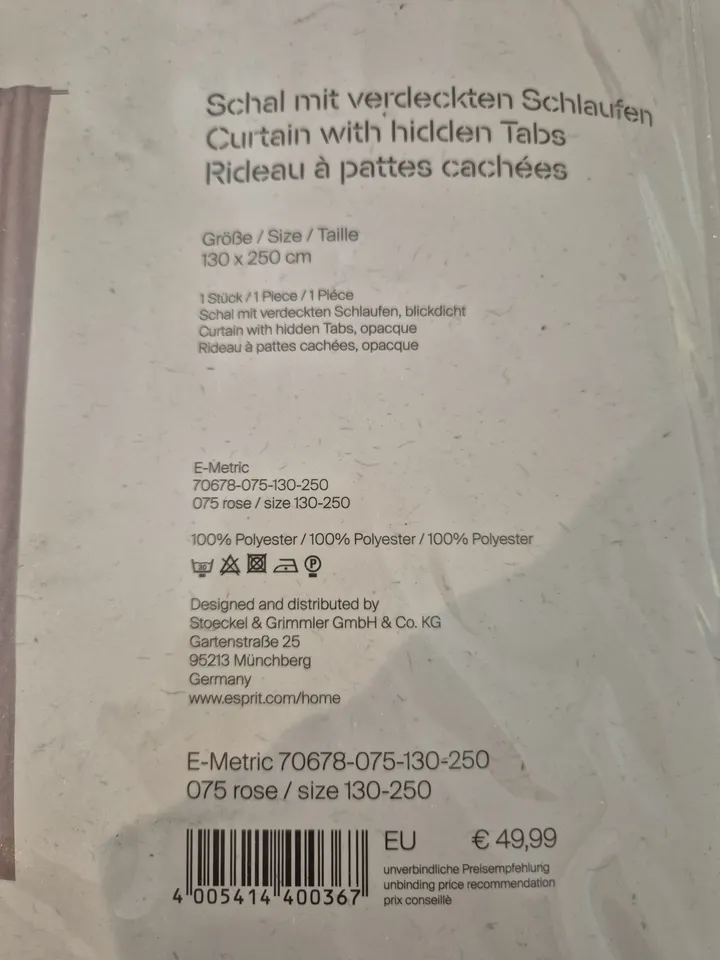 Schal mit verdeckten Schlaufen
Curtain with hidden Tabs
Rideau à pattes cachées
Größe / Size / Taille
130 x 250 cm
1 Stück / 1 Piece / 1 Piéce
Schal mit verdeckten Schlaufen, blickdicht
Curtain with hidden Tabs, opacque
Rideau à pattes cachées, opacque
E-Metric
70678-075-130-250
075 rose / size 130-250
100% Polyester / 100% Polyester / 100% Polyester
30
P
Designed and distributed by
Stoeckel & Grimmler GmbH & Co. KG
Gartenstraße 25
95213 Münchberg
Germany
www.esprit.com/home
E-Metric 70678-075-130-250
075 rose / size 130-250
EU € 49,99
unverbindliche Preisempfehlung
unbinding price recommendation
prix conseillè
4 005414 400367